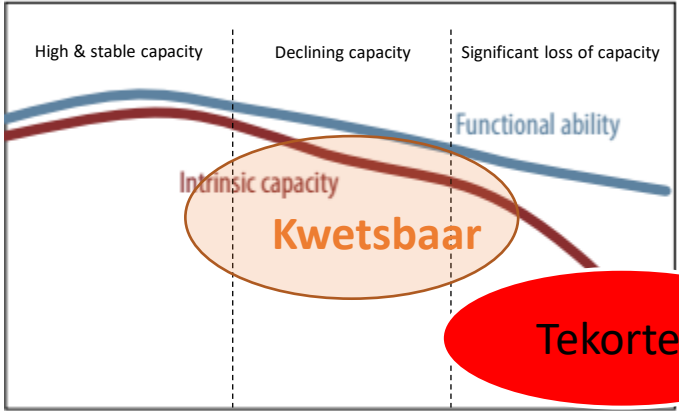 High & stable capacity
Declining capacity
Significant loss of capacity
Functional ability
Intrinsic capacity
Kwetsbaar
Tekorte